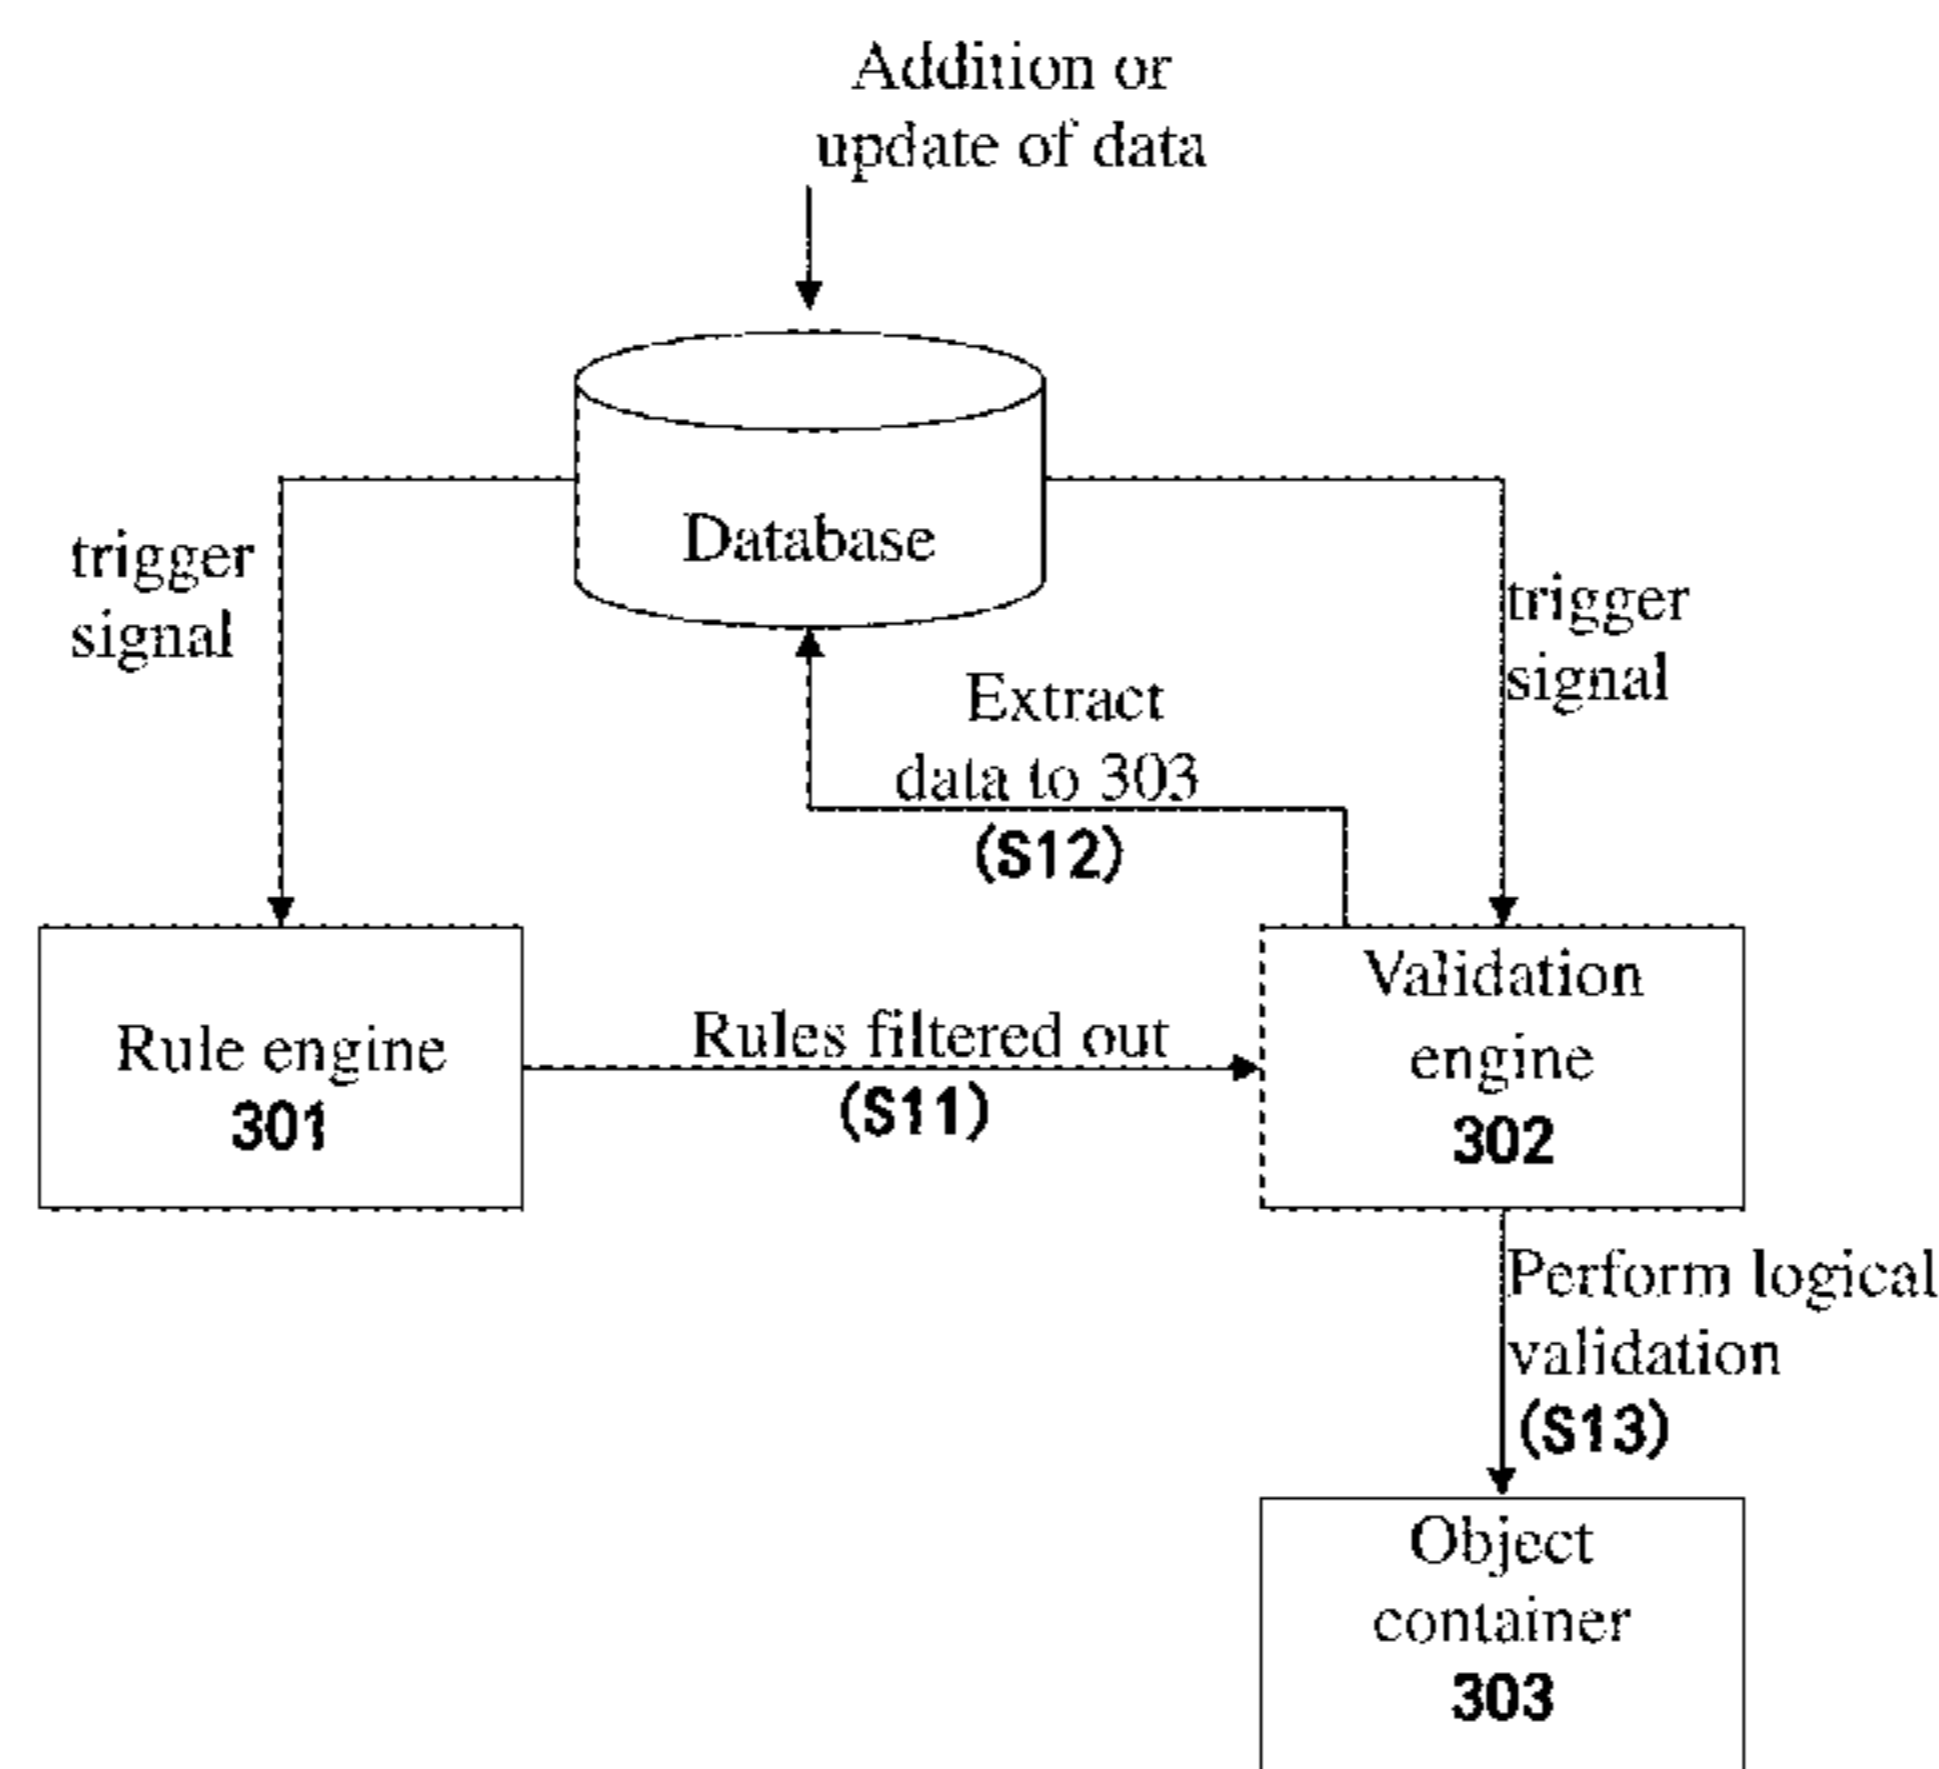 Addition or
update of data
Database
trigger
signal
trigger
signal
Extract
data to 303
(S12)
Rule engine
301
Rules filtered out
(S11)
Validation
engine
302
Perform logical
validation
(S13)
Object
container
303